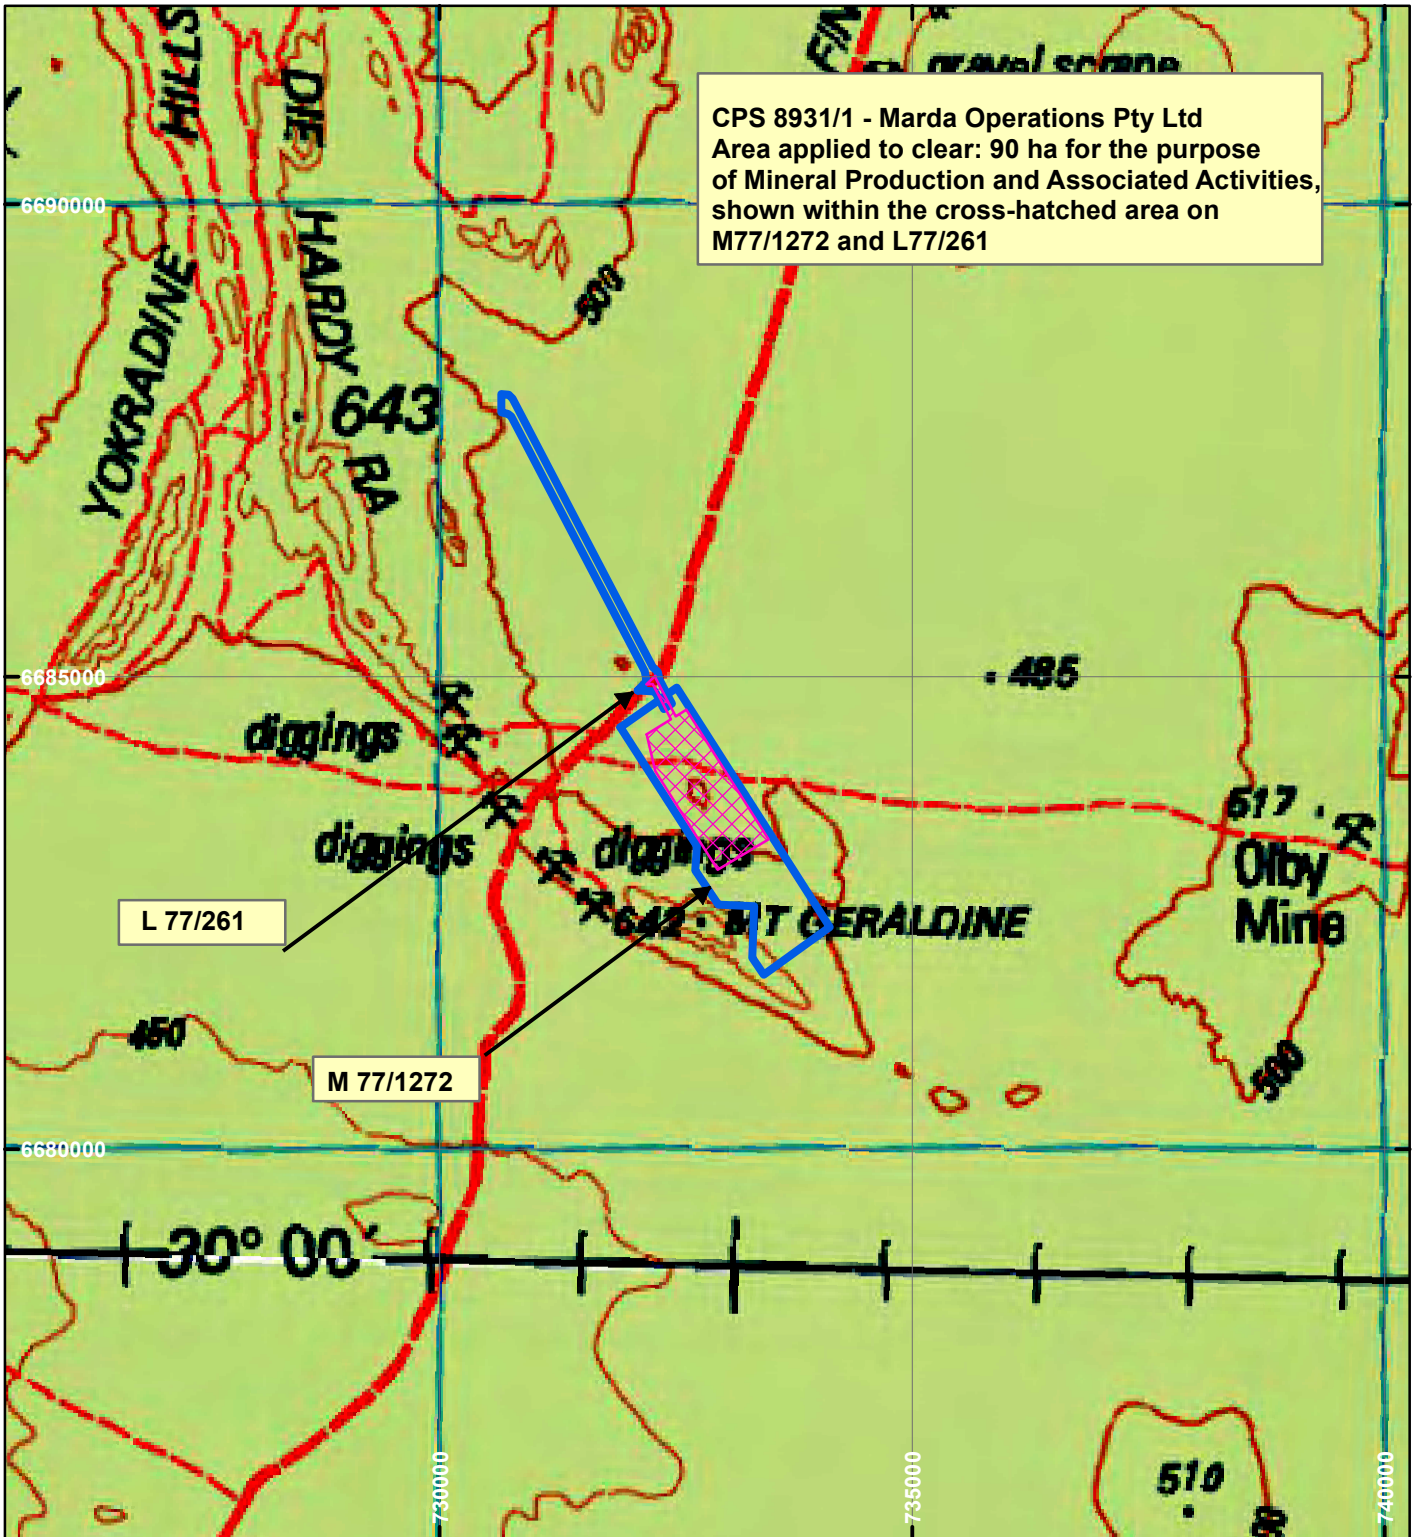 HILLS
DIE
HARDY
RA
YOKRADINE
643
500
gravel scrape
CPS 8931/1 - Marda Operations Pty Ltd
Area applied to clear: 90 ha for the purpose
of Mineral Production and Associated Activities,
shown within the cross-hatched area on
M77/1272 and L77/261
6690000
6685000
485
diggings
diggings
diggings
517
Olby
Mine
L 77/261
642
MT GERALDINE
450
M 77/1272
500
6680000
30° 00'
510
730000
735000
740000